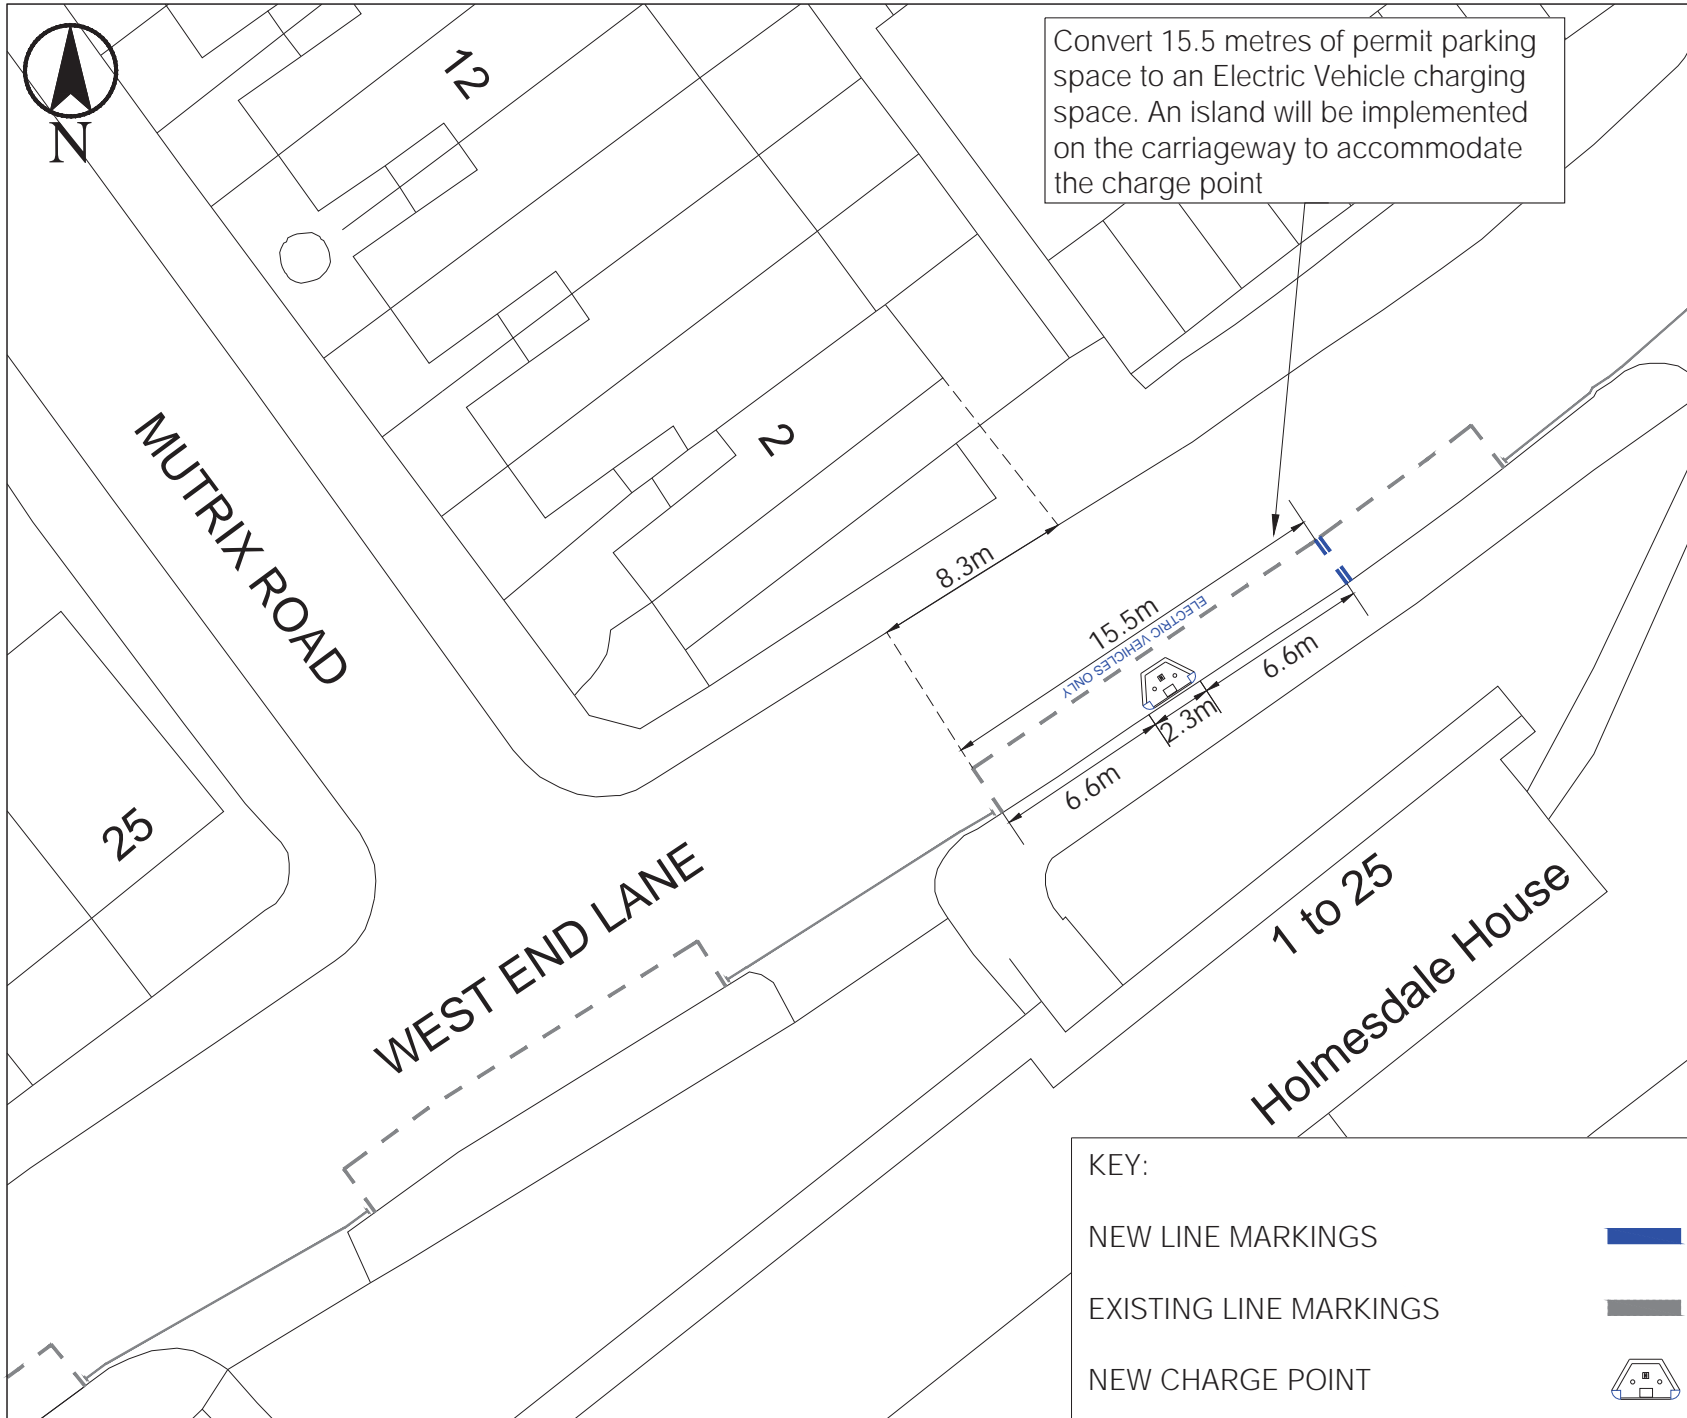 Convert 15.5 metres of permit parking
space to an Electric Vehicle charging
space. An island will be implemented
on the carriageway to accommodate
the charge point
N
12
2
MUTRIX ROAD
8.3m
15.5m
ELECTRIC VEHICLES ONLY
6.6m
2.3m
6.6m
25
WEST END LANE
1 to 25
Holmesdale House
KEY:
NEW LINE MARKINGS
EXISTING LINE MARKINGS
NEW CHARGE POINT